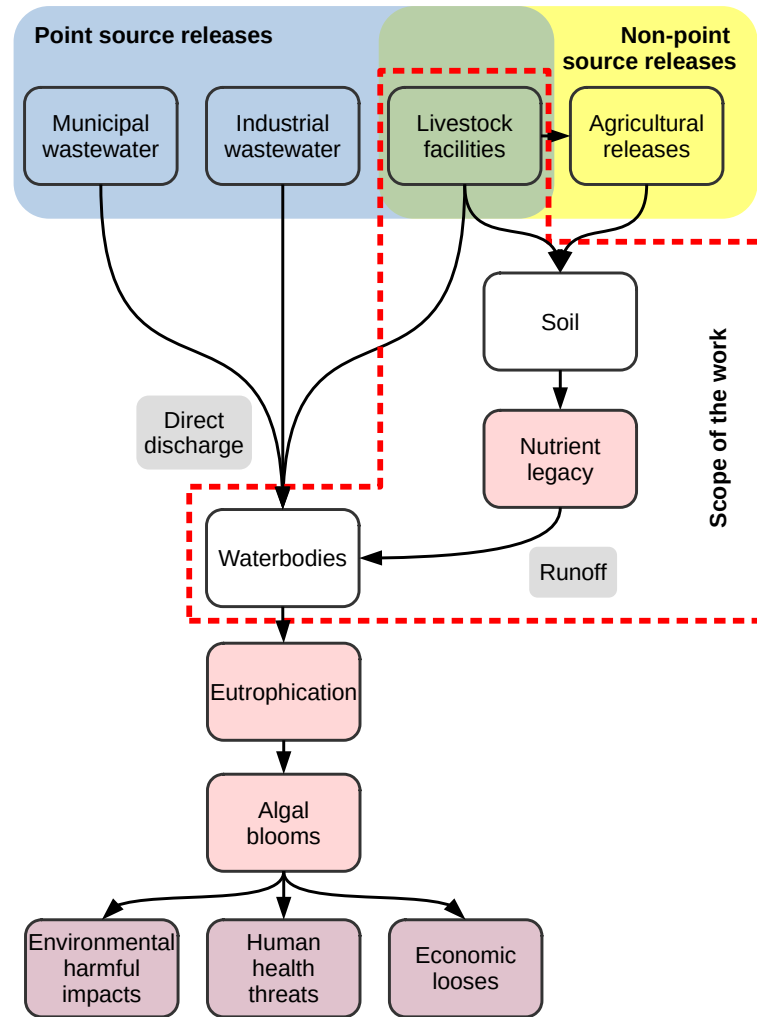 Point source releases
Non-point
source releases
Municipal
wastewater
Industrial
wastewater
Livestock
facilities
Agricultural
releases
Soil
Scope of the work
Direct
discharge
Nutrient
legacy
Waterbodies
Runoff
Eutrophication
Algal
blooms
Environmental
harmful
impacts
Human
health
threats
Economic
looses